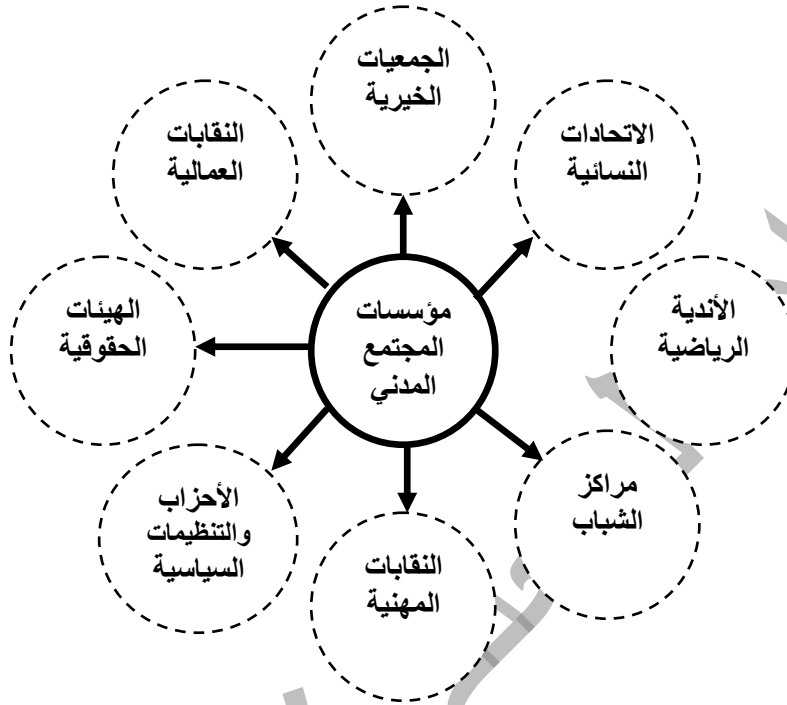 الجمعيات
الخيرية
الاتحادات
النسائية
النقابات
العمالية
الأندية
الرياضية
مؤسسات
المجتمع
المدني
الهيئات
الحقوقية
مراكز
الشباب
الأحزاب
والتنظيمات
السياسية
النقابات
المهنية